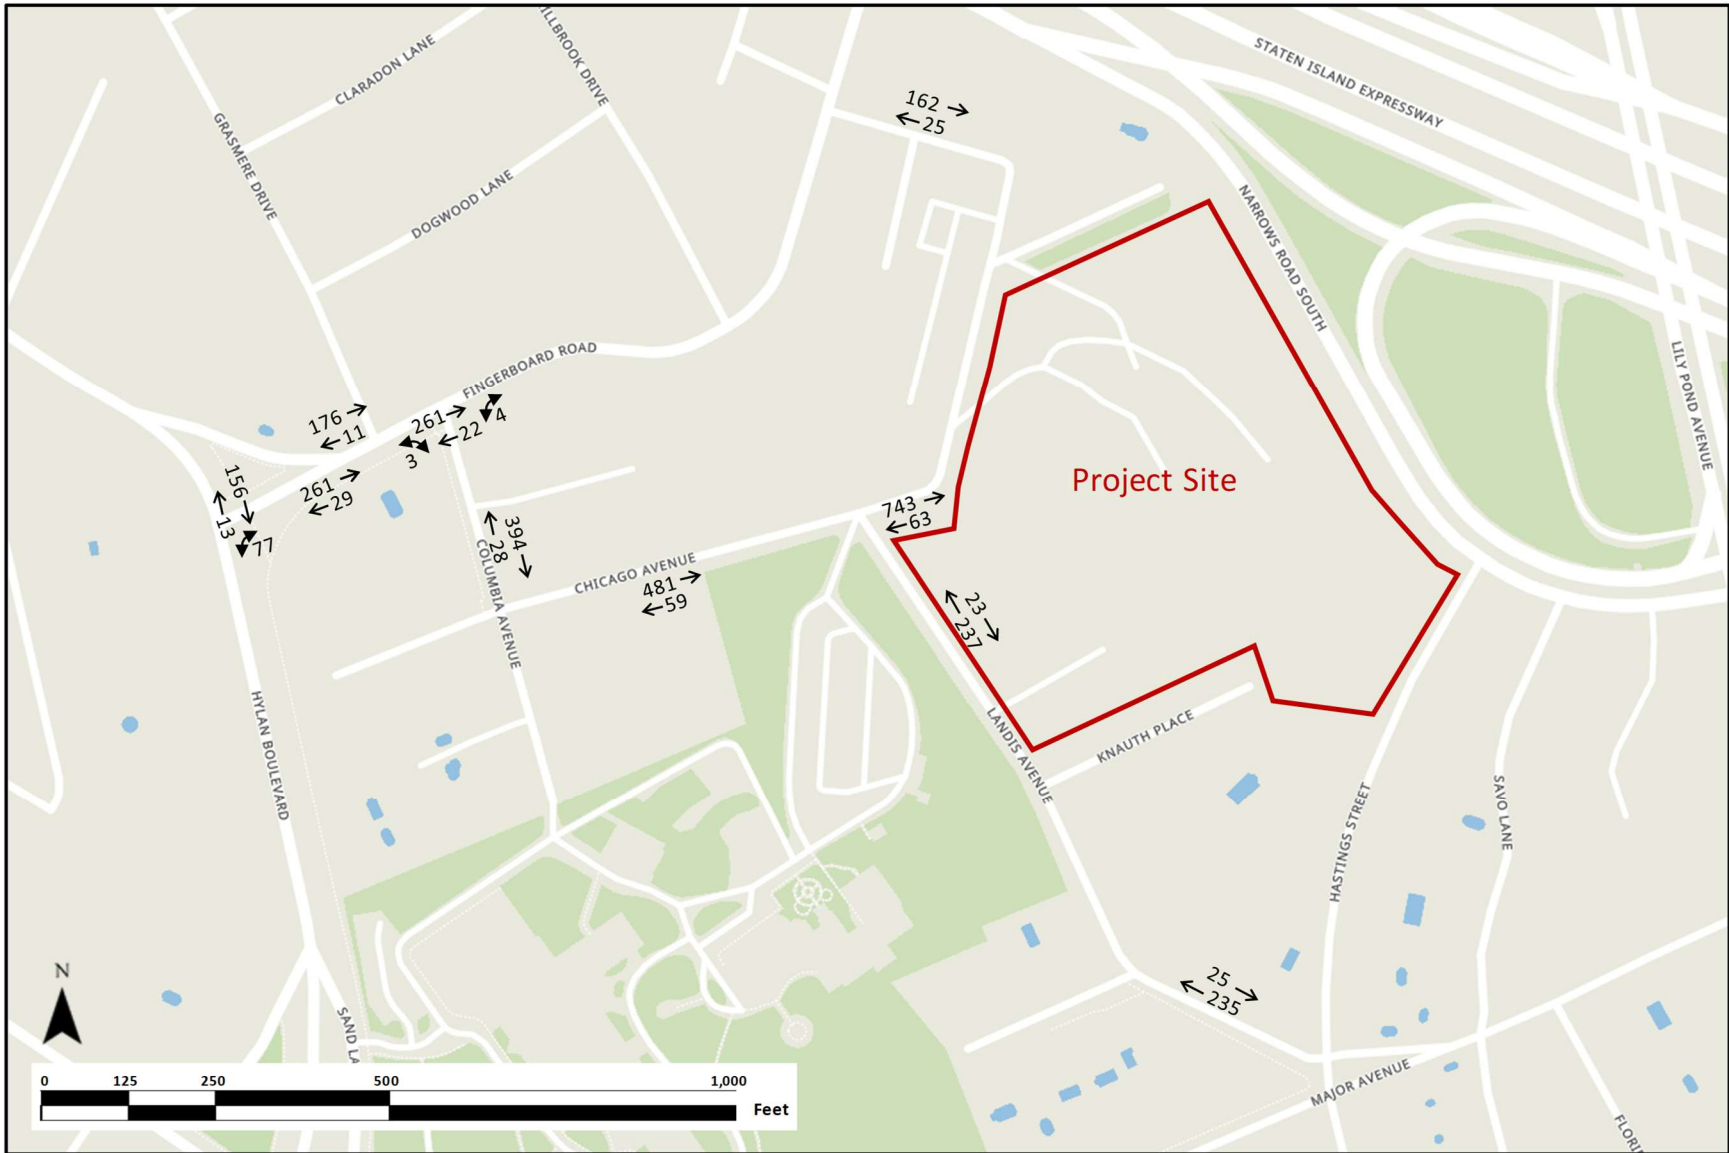 CLARADON LANE
ILLBROOK DRIVE
STATEN ISLAND EXPRESSWAY
162
25
GRASMERE DRIVE
DOGWOOD LANE
NARROWS ROAD SOUTH
LILY POND AVENUE
FINGERBOARD ROAD
176
11
261
22
4
3
156
13
77
261
29
743
63
Project Site
394
28
COLUMBIA AVENUE
CHICAGO AVENUE
481
59
23
237
HYLAN BOULEVARD
LANDIS AVENUE
KNAUTH PLACE
HASTINGS STREET
SAVO LANE
25
235
N
SAND LA
MAJOR AVENUE
FLORI
0 125 250 500 1,000
Feet